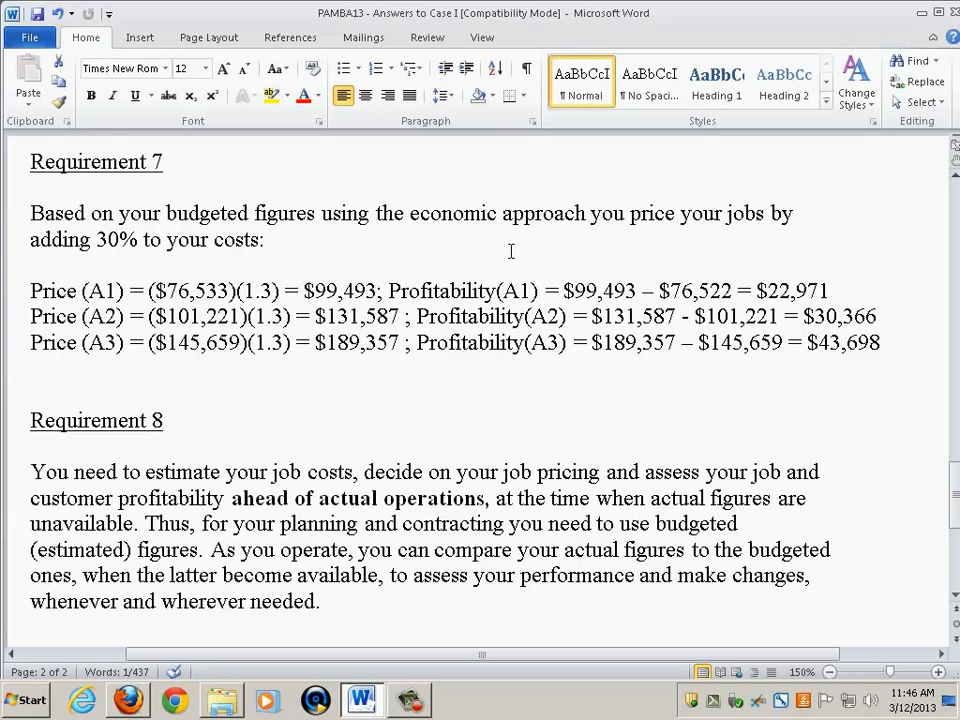 PAMBA13 - Answers to Case I [Compatibility Mode] - Microsoft Word
File Home Insert Page Layout References Mailings Review View
Times New Rom 12 Find
Paste Change Styles Replace
AaBbCcI AaBbCcI AaBbCc AaBbCcI
¶ Normal ¶ No Spaci... Heading 1 Heading 2 Select
Clipboard Font Paragraph Styles Editing
Requirement 7
Based on your budgeted figures using the economic approach you price your jobs by
adding 30% to your costs:
Price (A1) = ($76,533)(1.3) = $99,493; Profitability(A1) = $99,493 – $76,522 = $22,971
Price (A2) = ($101,221)(1.3) = $131,587 ; Profitability(A2) = $131,587 - $101,221 = $30,366
Price (A3) = ($145,659)(1.3) = $189,357 ; Profitability(A3) = $189,357 – $145,659 = $43,698
Requirement 8
You need to estimate your job costs, decide on your job pricing and assess your job and
customer profitability ahead of actual operations, at the time when actual figures are
unavailable. Thus, for your planning and contracting you need to use budgeted
(estimated) figures. As you operate, you can compare your actual figures to the budgeted
ones, when the latter become available, to assess your performance and make changes,
whenever and wherever needed.
Page: 2 of 2 Words: 1/437 150%
Start 11:46 AM
3/12/2013